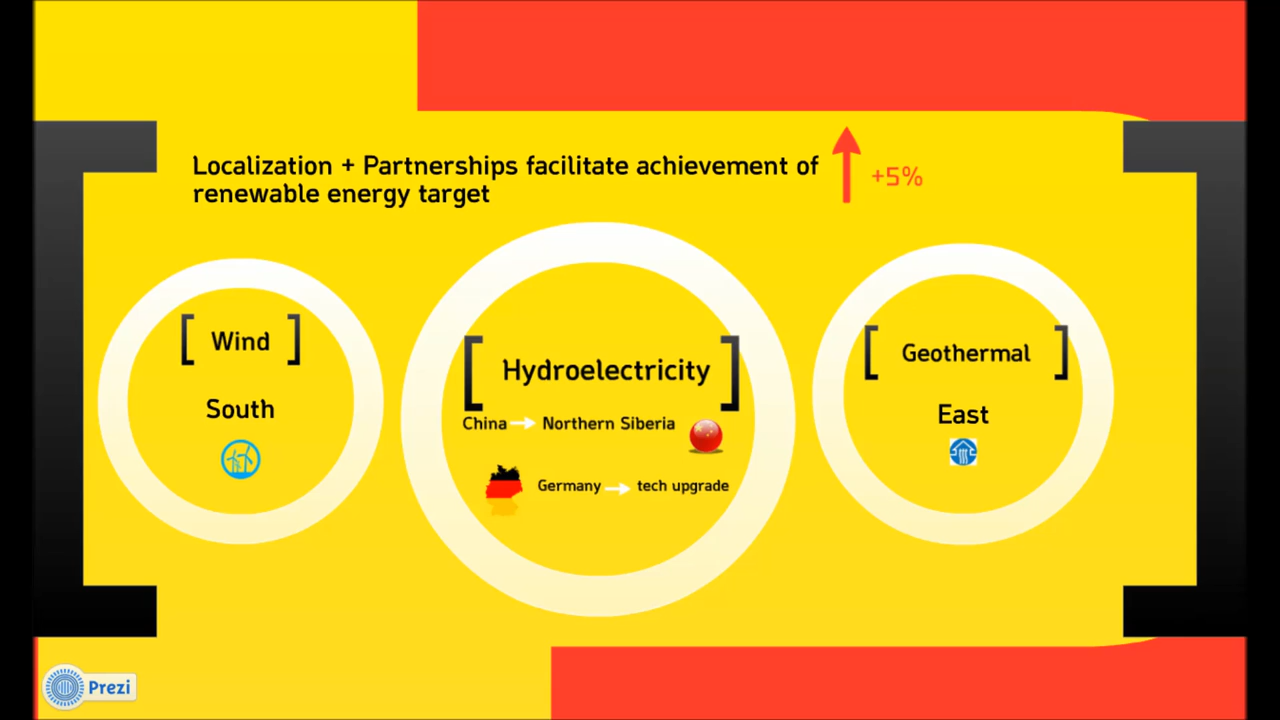 Localization + Partnerships facilitate achievement of
renewable energy target
+5%
Wind
South
Hydroelectricity
China
Northern Siberia
Germany
tech upgrade
Geothermal
East
Prezi